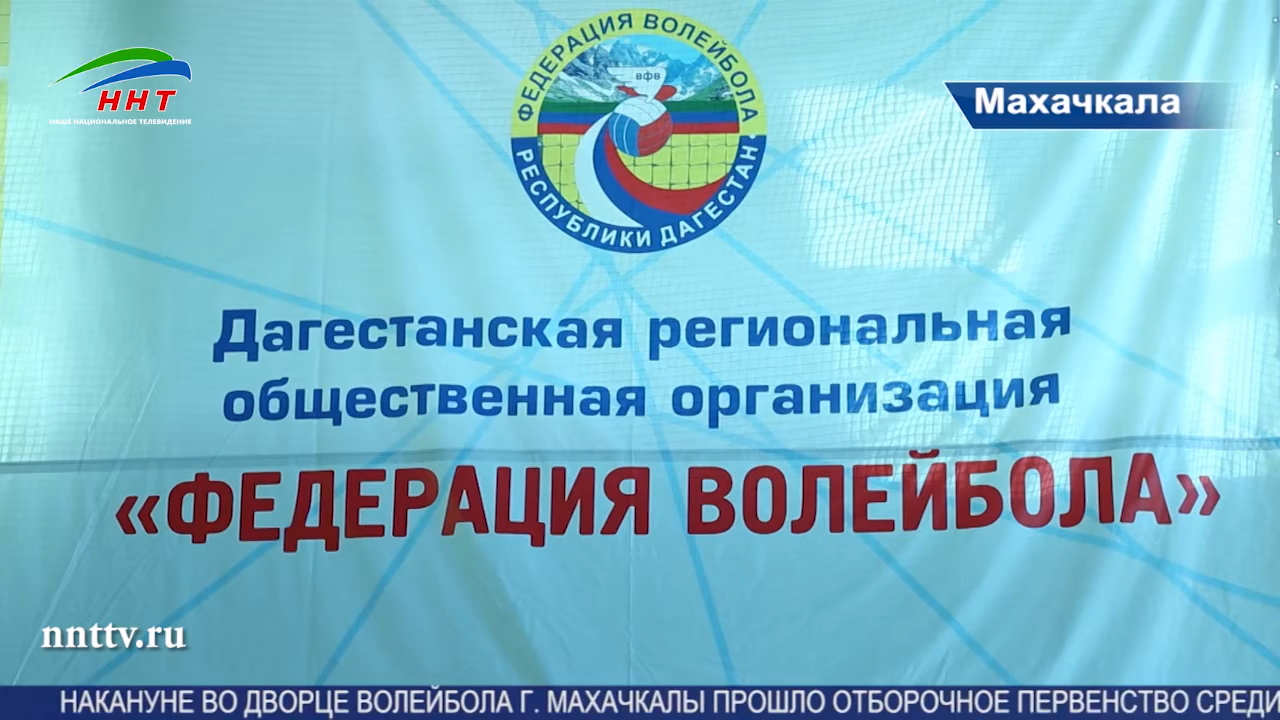 ННТ
НАШЕ НАЦИОНАЛЬНОЕ ТЕЛЕВИДЕНИЕ
Махачкала
ФЕДЕРАЦИЯ ВОЛЕЙБОЛА
ВФВ
РЕСПУБЛИКИ ДАГЕСТАН
Дагестанская региональная
общественная организация
«ФЕДЕРАЦИЯ ВОЛЕЙБОЛА»
nnttv.ru
НАКАНУНЕ ВО ДВОРЦЕ ВОЛЕЙБОЛА Г. МАХАЧКАЛЫ ПРОШЛО ОТБОРОЧНОЕ ПЕРВЕНСТВО СРЕДИ